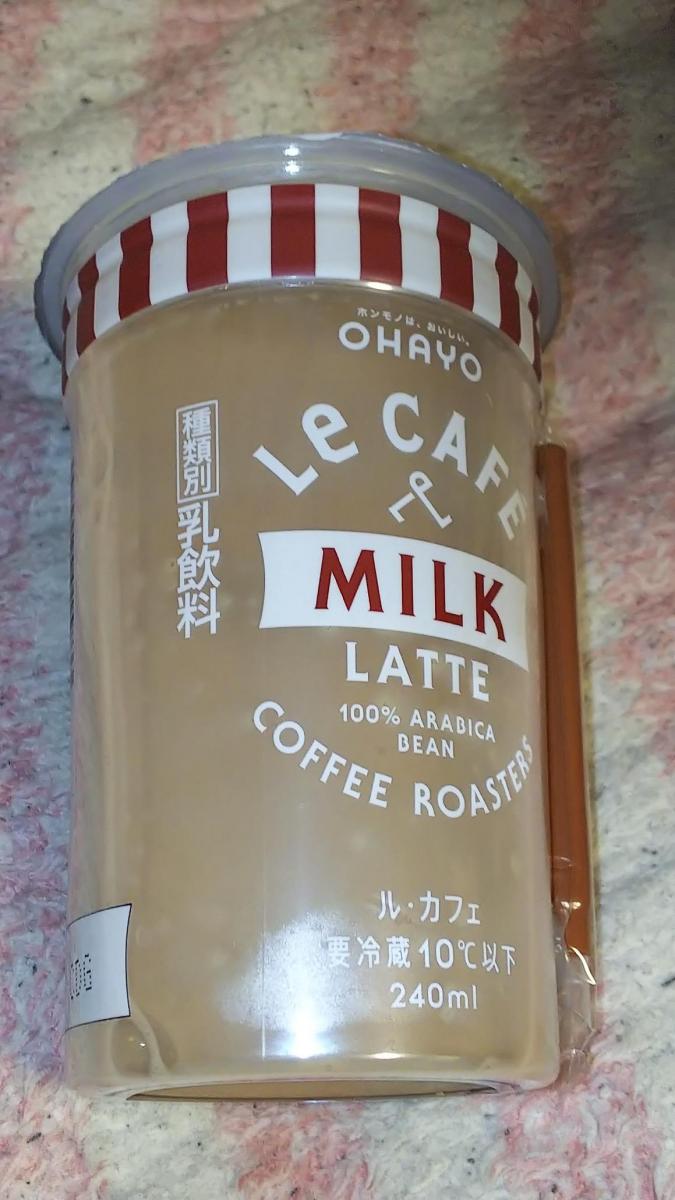 ホンモノは、おいしい。
OHAYO
Le CAFE
&
MILK
LATTE
100% ARABICA
BEAN
COFFEE ROASTERS
種類別 乳飲料
ル・カフェ
要冷蔵10℃以下
240ml